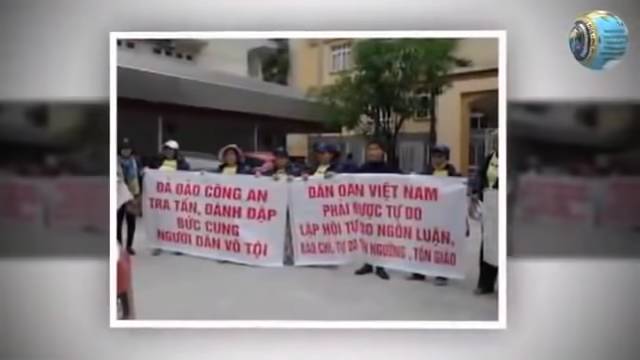 ĐẢ ĐẢO CÔNG AN
TRA TẤN, ĐÁNH ĐẬP
BỨC CUNG
NGƯỜI DÂN VÔ TỘI
DÂN OAN VIỆT NAM
PHẢI ĐƯỢC TỰ DO
LẬP HỘI TỰ DO NGÔN LUẬN,
BÁO CHÍ, TỰ DO TÍN NGƯỠNG, TÔN GIÁO